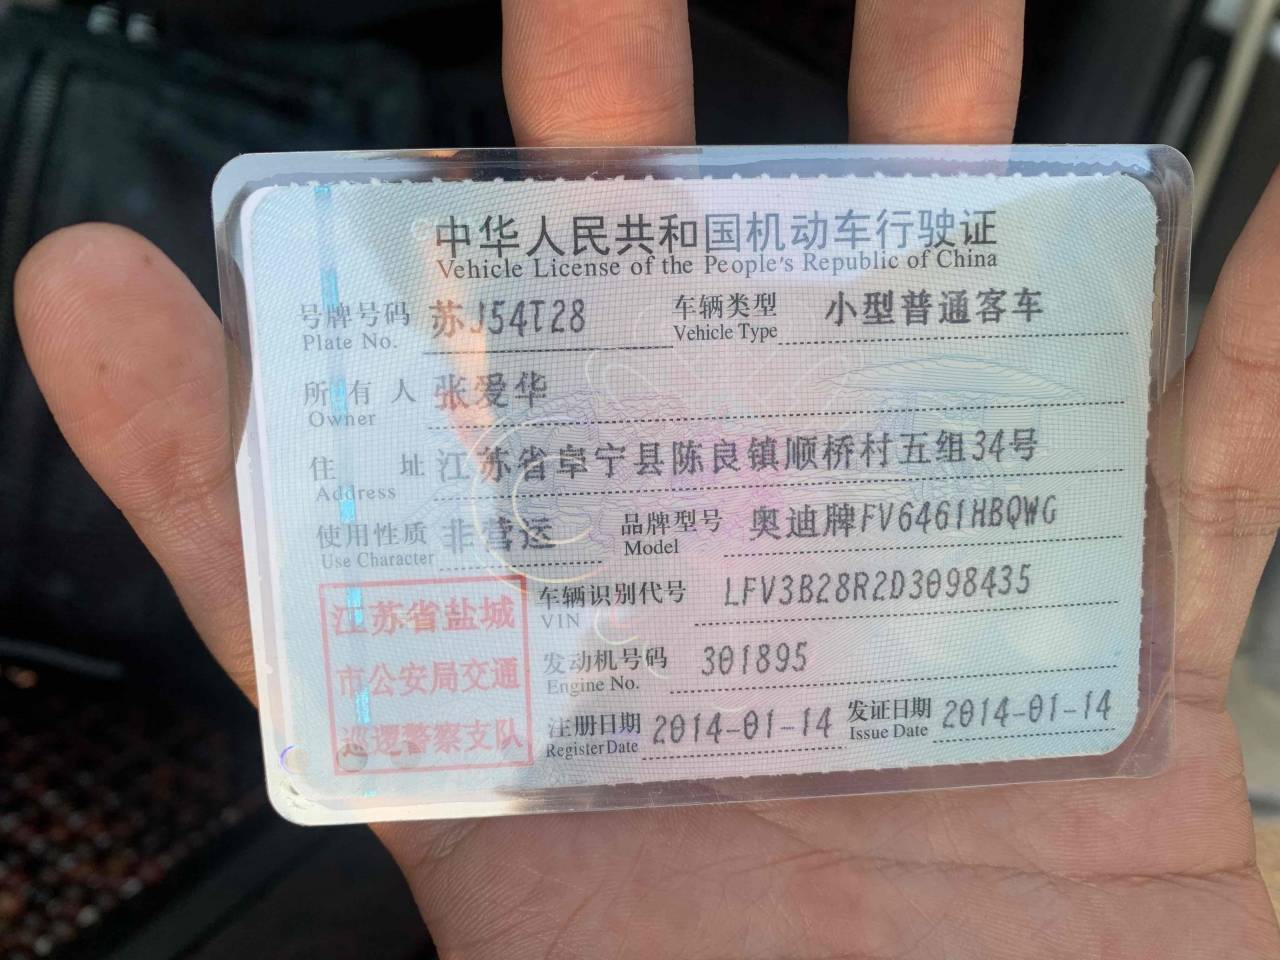 中华人民共和国机动车行驶证
Vehicle License of the People's Republic of China
号牌号码 苏J54T28 车辆类型 小型普通客车
Plate No. Vehicle Type
所有人 张爱华
Owner
住址 江苏省阜宁县陈良镇顺桥村五组34号
Address
使用性质 非营运 品牌型号 奥迪牌FV6461HBQWG
Use Character Model
江苏省盐城
市公安局交通
巡逻警察支队
车辆识别代号 LFV3B28R2D3098435
VIN
发动机号码 301895
Engine No.
注册日期 2014-01-14 发证日期 2014-01-14
Register Date Issue Date